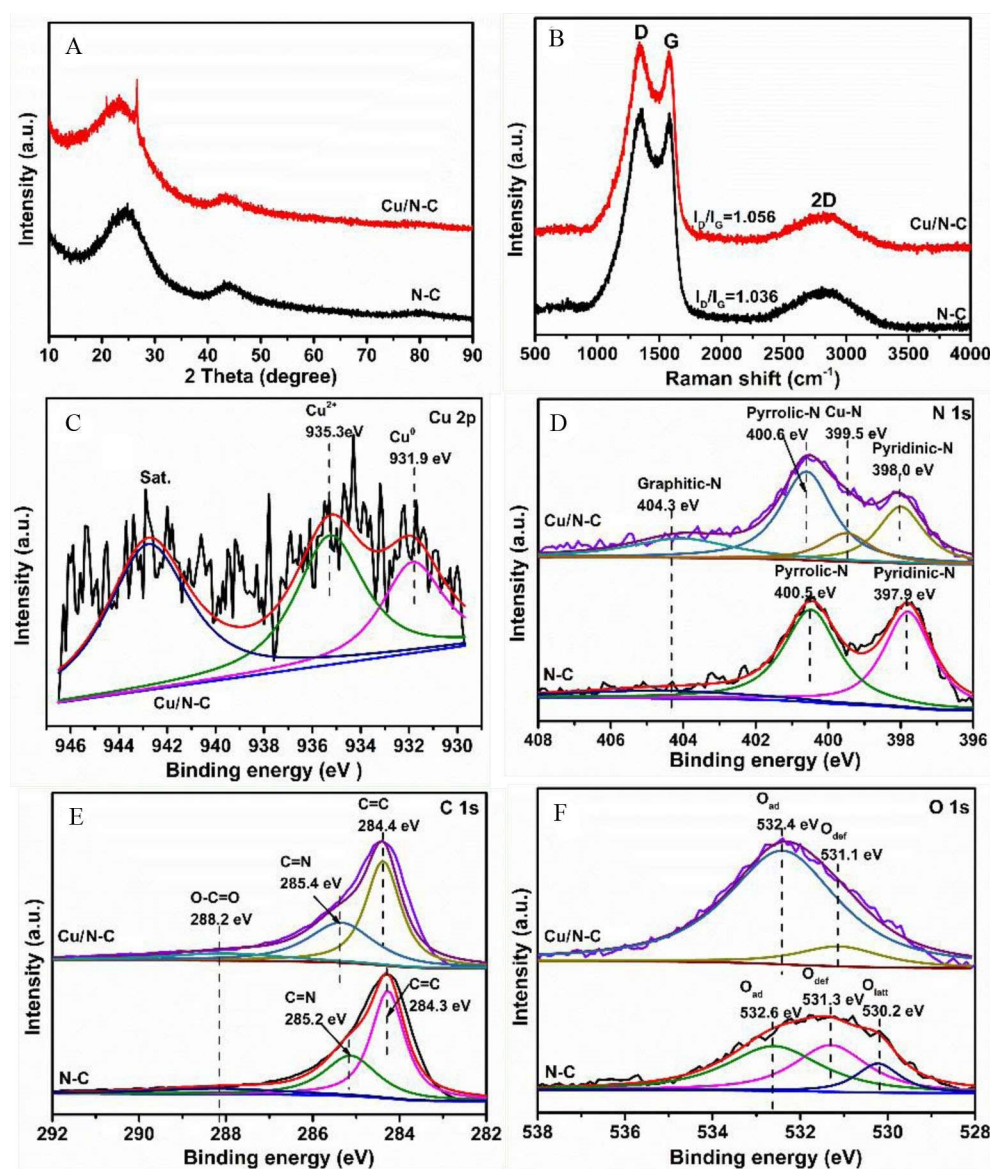 A
Intensity (a.u.)
Cu/N-C
N-C
10 20 30 40 50 60 70 80 90
2 Theta (degree)
B
D
G
Intensity (a.u.)
I_D/I_G=1.056
2D
Cu/N-C
I_D/I_G=1.036
N-C
500 1000 1500 2000 2500 3000 3500 4000
Raman shift (cm⁻¹)
C
Cu 2p
Cu²⁺
935.3eV
Cu⁰
931.9 eV
Sat.
Intensity (a.u.)
Cu/N-C
946 944 942 940 938 936 934 932 930
Binding energy (eV )
D
N 1s
Pyrrolic-N
400.6 eV
Cu-N
399.5 eV
Pyridinic-N
398.0 eV
Graphitic-N
404.3 eV
Cu/N-C
Intensity (a.u.)
Pyrrolic-N
400.5 eV
Pyridinic-N
397.9 eV
N-C
408 406 404 402 400 398 396
Binding energy (eV)
E
C 1s
C=C
284.4 eV
C=N
285.4 eV
O-C=O
288.2 eV
Cu/N-C
Intensity (a.u.)
C=N
285.2 eV
C=C
284.3 eV
N-C
292 290 288 286 284 282
Binding energy (eV)
F
O 1s
O_ad
532.4 eV
O_def
531.1 eV
Cu/N-C
Intensity (a.u.)
O_ad
532.6 eV
O_def
531.3 eV
O_latt
530.2 eV
N-C
538 536 534 532 530 528
Binding energy (eV)